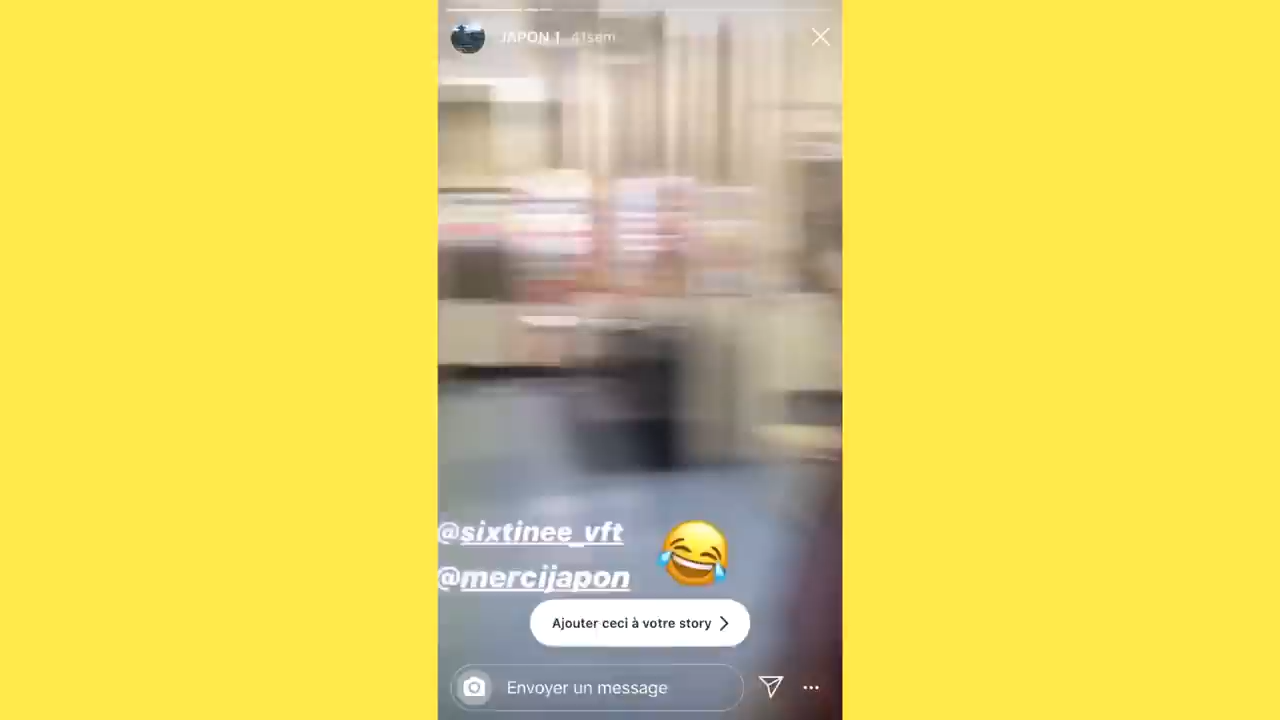 JAPON 1 41sem
@sixtinee_vft
@mercijapon
Ajouter ceci à votre story
Envoyer un message